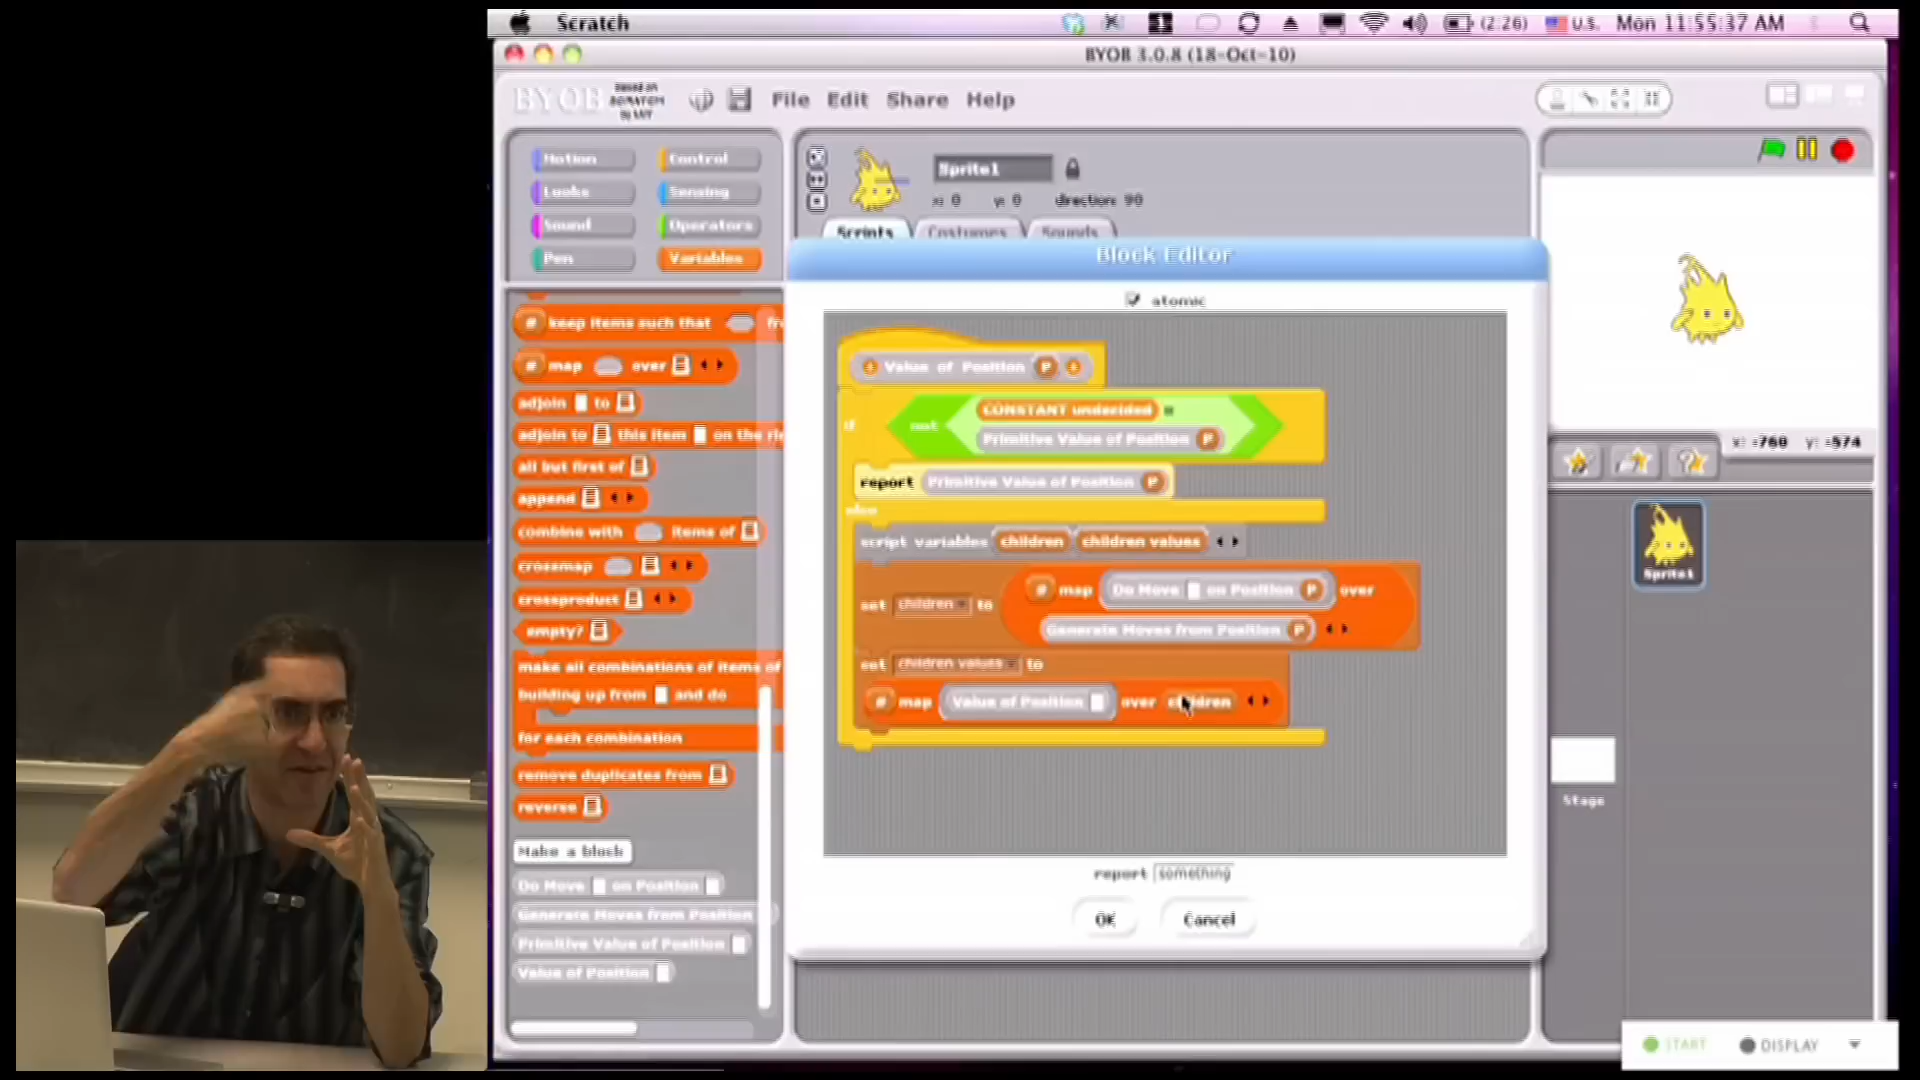 Scratch
(2:26) U.S. Mon 11:55:37 AM
BYOB 3.0.8 (18-Oct-10)
BYOB
File Edit Share Help
Motion Control
Looks Sensing
Sound Operators
Pen Variables
Sprite1
x: 0 y: 0 direction: 90
Scripts Costumes Sounds
Block Editor
atomic
keep items such that
map over
adjoin to
adjoin to this item on the
all but first of
append
combine with items of
crossmap
crossproduct
empty?
make all combinations of items of
building up from and do
for each combination
remove duplicates from
reverse
Make a block
Do Move on Position
Generate Moves from Position
Primitive Value of Position
Value of Position
Value of Position P
if not CONSTANT undecided =
Primitive Value of Position P
report Primitive Value of Position P
else
script variables children children values
set children to map Do Move on Position P over
Generate Moves from Position P
set children values to
map Value of Position over children
report something
OK Cancel
x: -760 y: -574
Sprite1
Stage
START DISPLAY